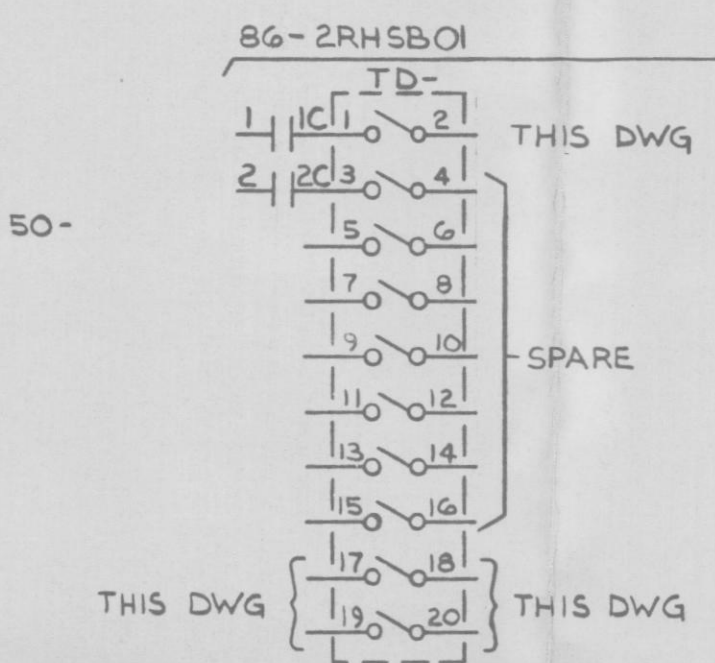 86-2RHSB01
TD-
1 1C 1 2 THIS DWG
2 2C 3 4
50-
5 6
7 8
9 10
SPARE
11 12
13 14
15 16
17 18
THIS DWG THIS DWG
19 20